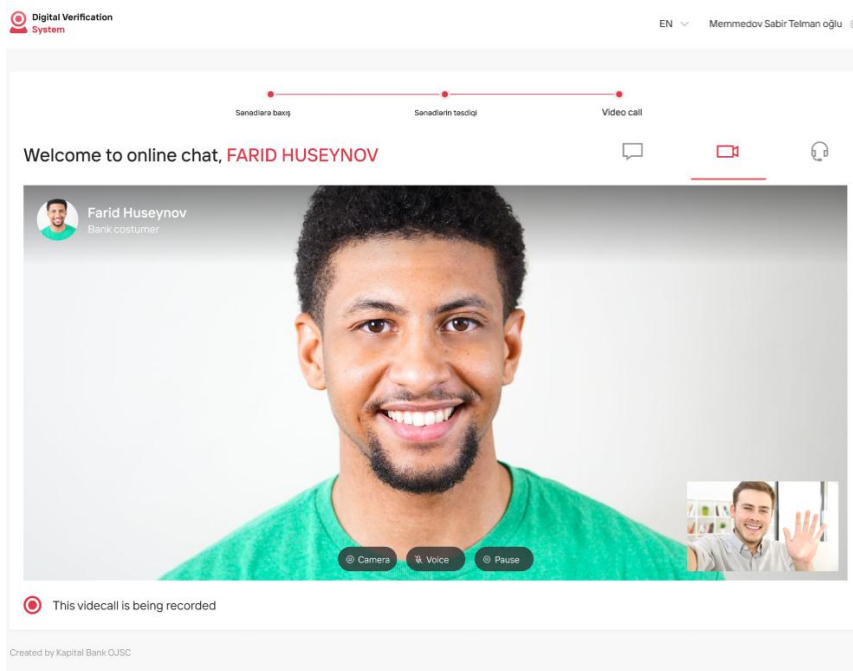 Digital Verification
System
EN
Memmedov Sabir Telman oğlu
Sənədlərə baxış
Sənədlərin təsdiqi
Video call
Welcome to online chat, FARID HUSEYNOV
Farid Huseynov
Bank costumer
Camera
Voice
Pause
This videcall is being recorded
Created by Kapital Bank OJSC